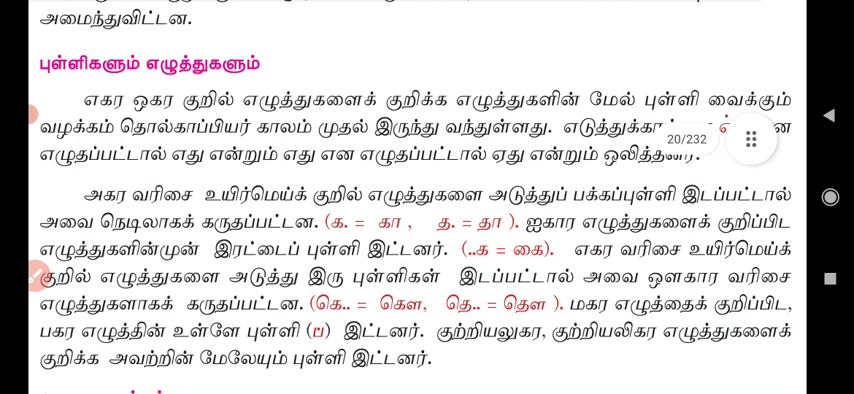 அமைந்துவிட்டன.
புள்ளிகளும் எழுத்துகளும்
எகர ஒகர குறில் எழுத்துகளைக் குறிக்க எழுத்துகளின் மேல் புள்ளி வைக்கும்
வழக்கம் தொல்காப்பியர் காலம் முதல் இருந்து வந்துள்ளது.
20/232
எழுதப்பட்டால் எது என்றும் எது என எழுதப்பட்டால் ஏது என்றும் ஒலித்தனர்.
அகர வரிசை உயிர்மெய்க் குறில் எழுத்துகளை அடுத்துப் பக்கப்புள்ளி இடப்பட்டால்
அவை நெடிலாகக் கருதப்பட்டன. (க. = கா , த. = தா ). ஐகார எழுத்துகளைக் குறிப்பிட
எழுத்துகளின்முன் இரட்டைப் புள்ளி இட்டனர். (..க = கை). எகர வரிசை உயிர்மெய்க்
குறில் எழுத்துகளை அடுத்து இரு புள்ளிகள் இடப்பட்டால் அவை ஔகார வரிசை
எழுத்துகளாகக் கருதப்பட்டன. (கெ.. = கௌ, தெ.. = தௌ ). மகர எழுத்தைக் குறிப்பிட,
பகர எழுத்தின் உள்ளே புள்ளி (ப) இட்டனர். குற்றியலுகர, குற்றியலிகர எழுத்துகளைக்
குறிக்க அவற்றின் மேலேயும் புள்ளி இட்டனர்.